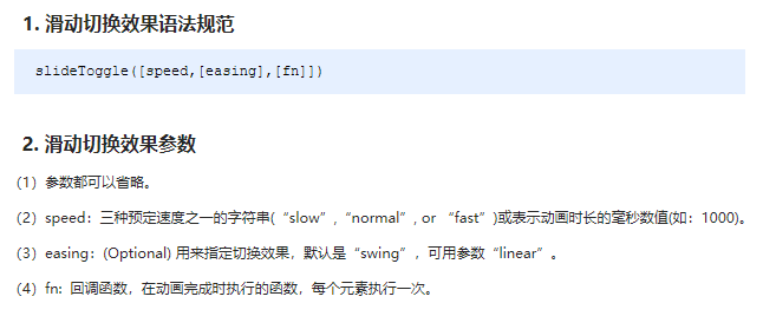 1. 滑动切换效果语法规范
slideToggle([speed,[easing],[fn]])
2. 滑动切换效果参数
（1）参数都可以省略。
（2）speed：三种预定速度之一的字符串(“slow”,“normal”, or “fast”)或表示动画时长的毫秒数值(如：1000)。
（3）easing：(Optional) 用来指定切换效果，默认是“swing”，可用参数“linear”。
（4）fn: 回调函数，在动画完成时执行的函数，每个元素执行一次。